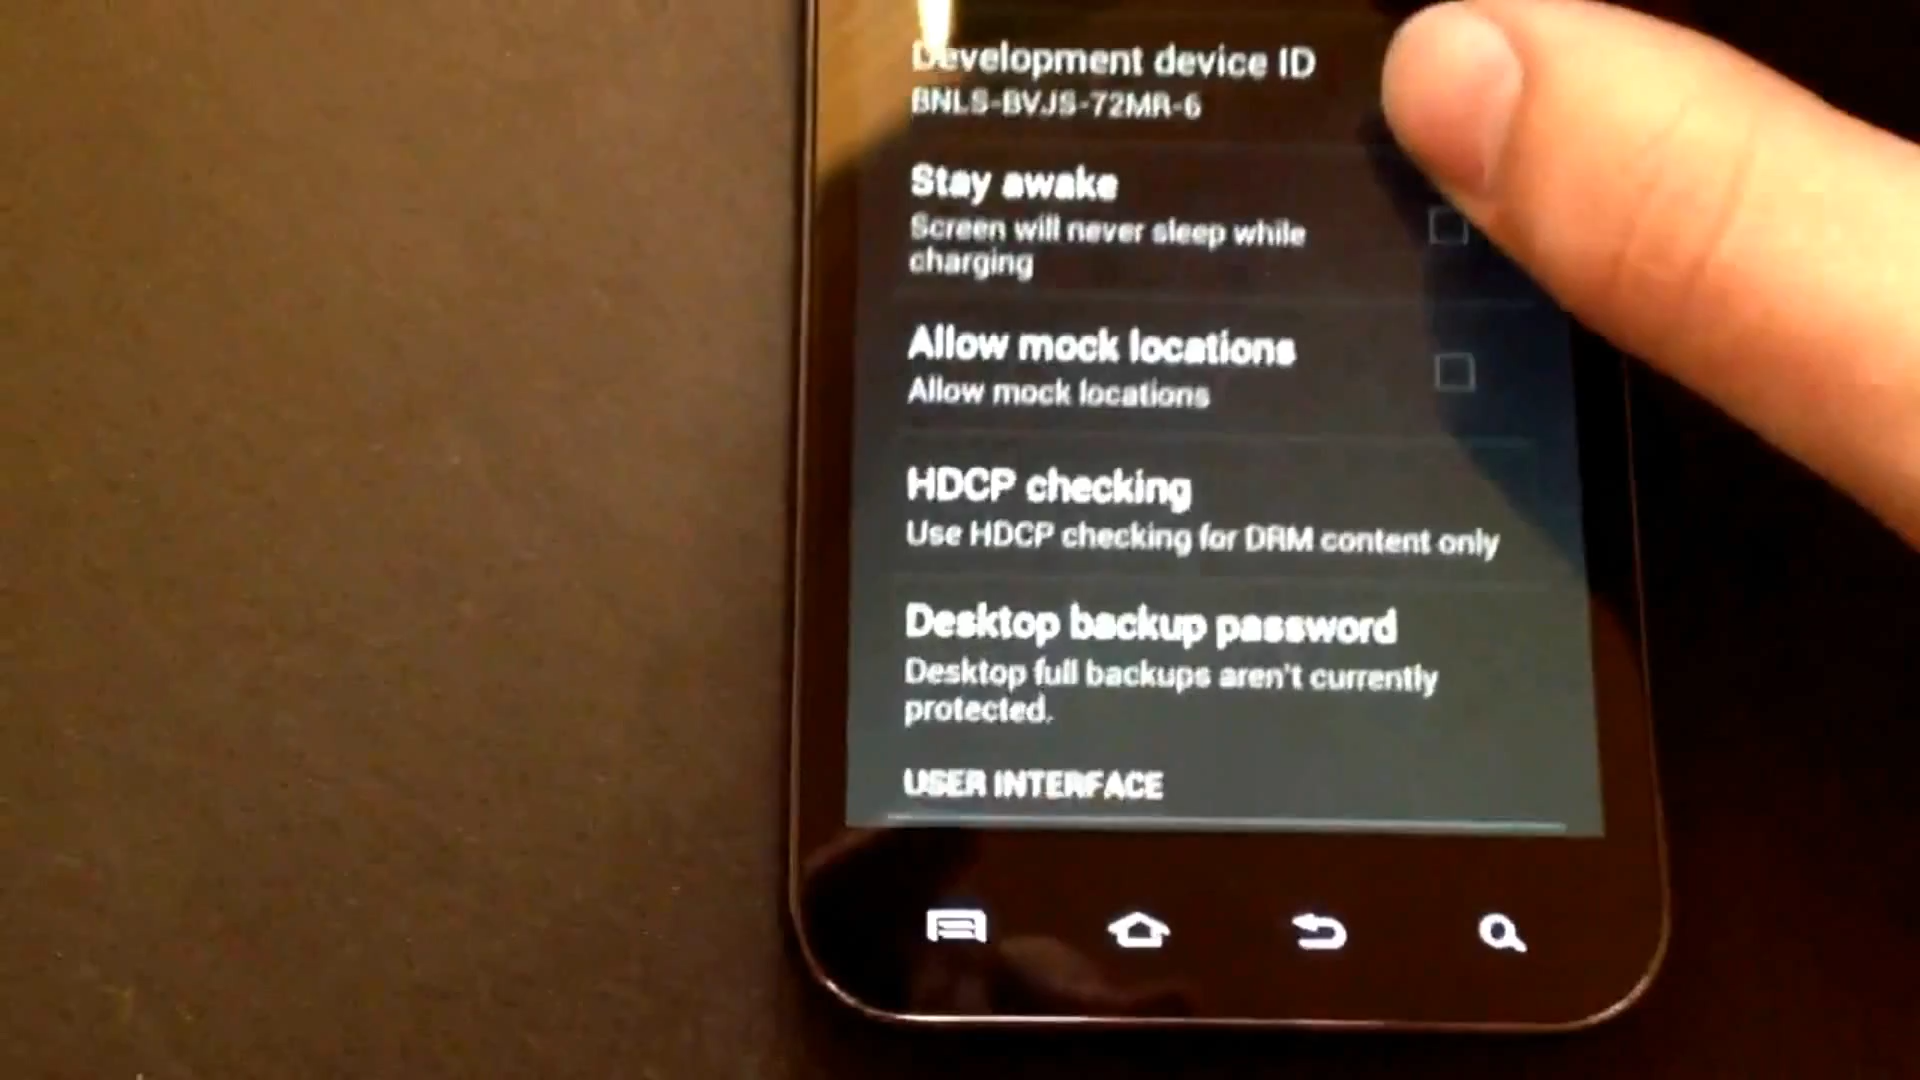 Development device ID
BNLS-BVJS-72MR-6
Stay awake
Screen will never sleep while
charging
Allow mock locations
Allow mock locations
HDCP checking
Use HDCP checking for DRM content only
Desktop backup password
Desktop full backups aren't currently
protected.
USER INTERFACE